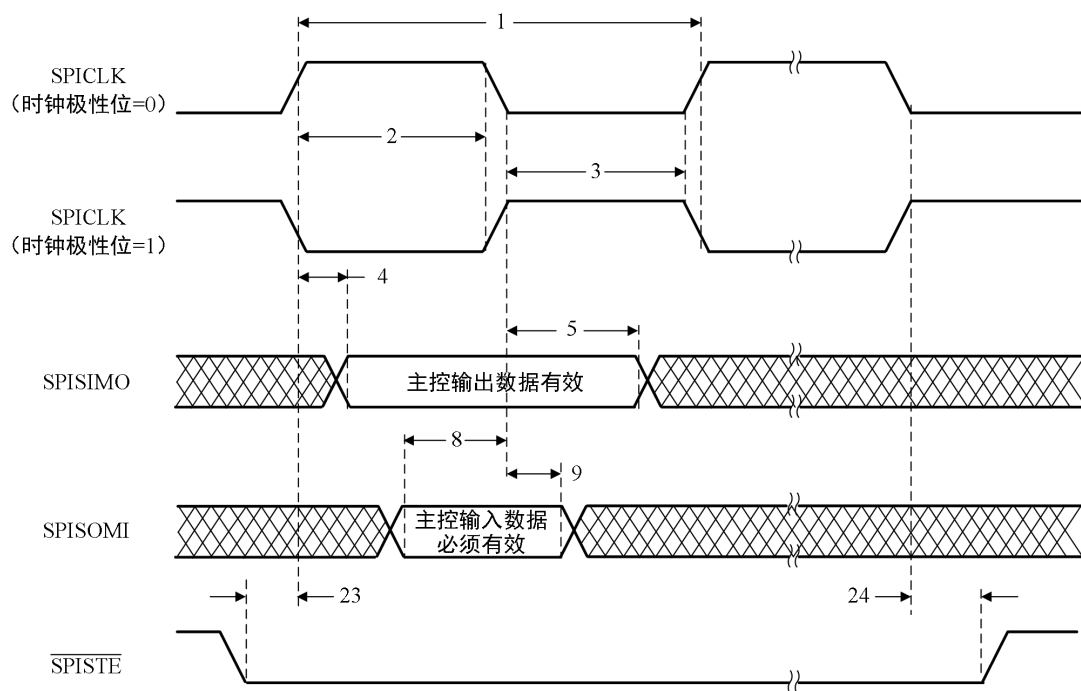 1
SPICLK
（时钟极性位=0）
2
3
SPICLK
（时钟极性位=1）
4
5
SPISIMO
主控输出数据有效
8
9
SPISOMI
主控输入数据
必须有效
23
24
SPISTE